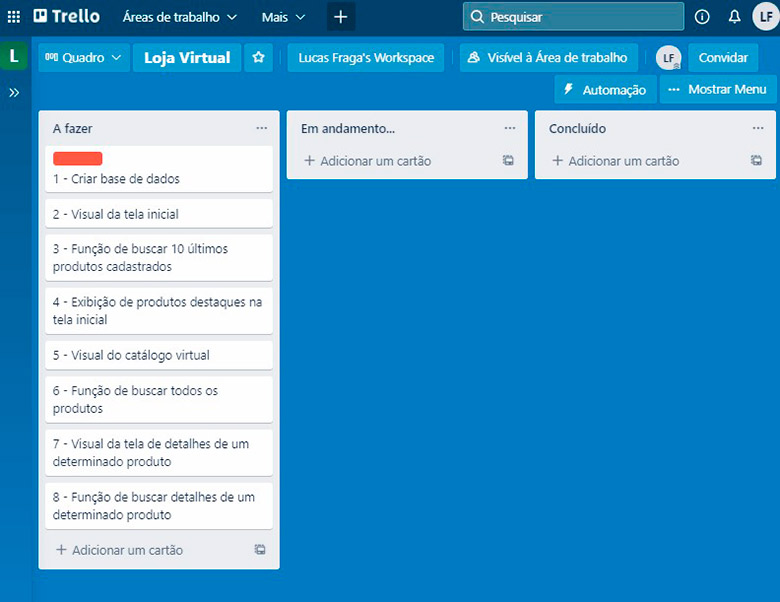 Trello Áreas de trabalho Mais Pesquisar LF
L Quadro Loja Virtual Lucas Fraga's Workspace Visível à Área de trabalho LF Convidar
Automação Mostrar Menu
A fazer
1 - Criar base de dados
2 - Visual da tela inicial
3 - Função de buscar 10 últimos
produtos cadastrados
4 - Exibição de produtos destaques na
tela inicial
5 - Visual do catálogo virtual
6 - Função de buscar todos os
produtos
7 - Visual da tela de detalhes de um
determinado produto
8 - Função de buscar detalhes de um
determinado produto
+ Adicionar um cartão
Em andamento...
+ Adicionar um cartão
Concluído
+ Adicionar um cartão